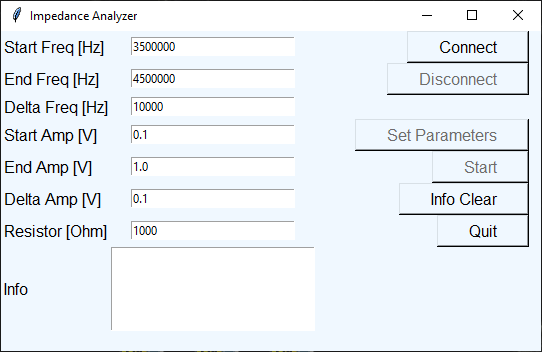 Impedance Analyzer
Start Freq [Hz] 3500000 Connect
End Freq [Hz] 4500000 Disconnect
Delta Freq [Hz] 10000
Start Amp [V] 0.1 Set Parameters
End Amp [V] 1.0 Start
Delta Amp [V] 0.1 Info Clear
Resistor [Ohm] 1000 Quit
Info